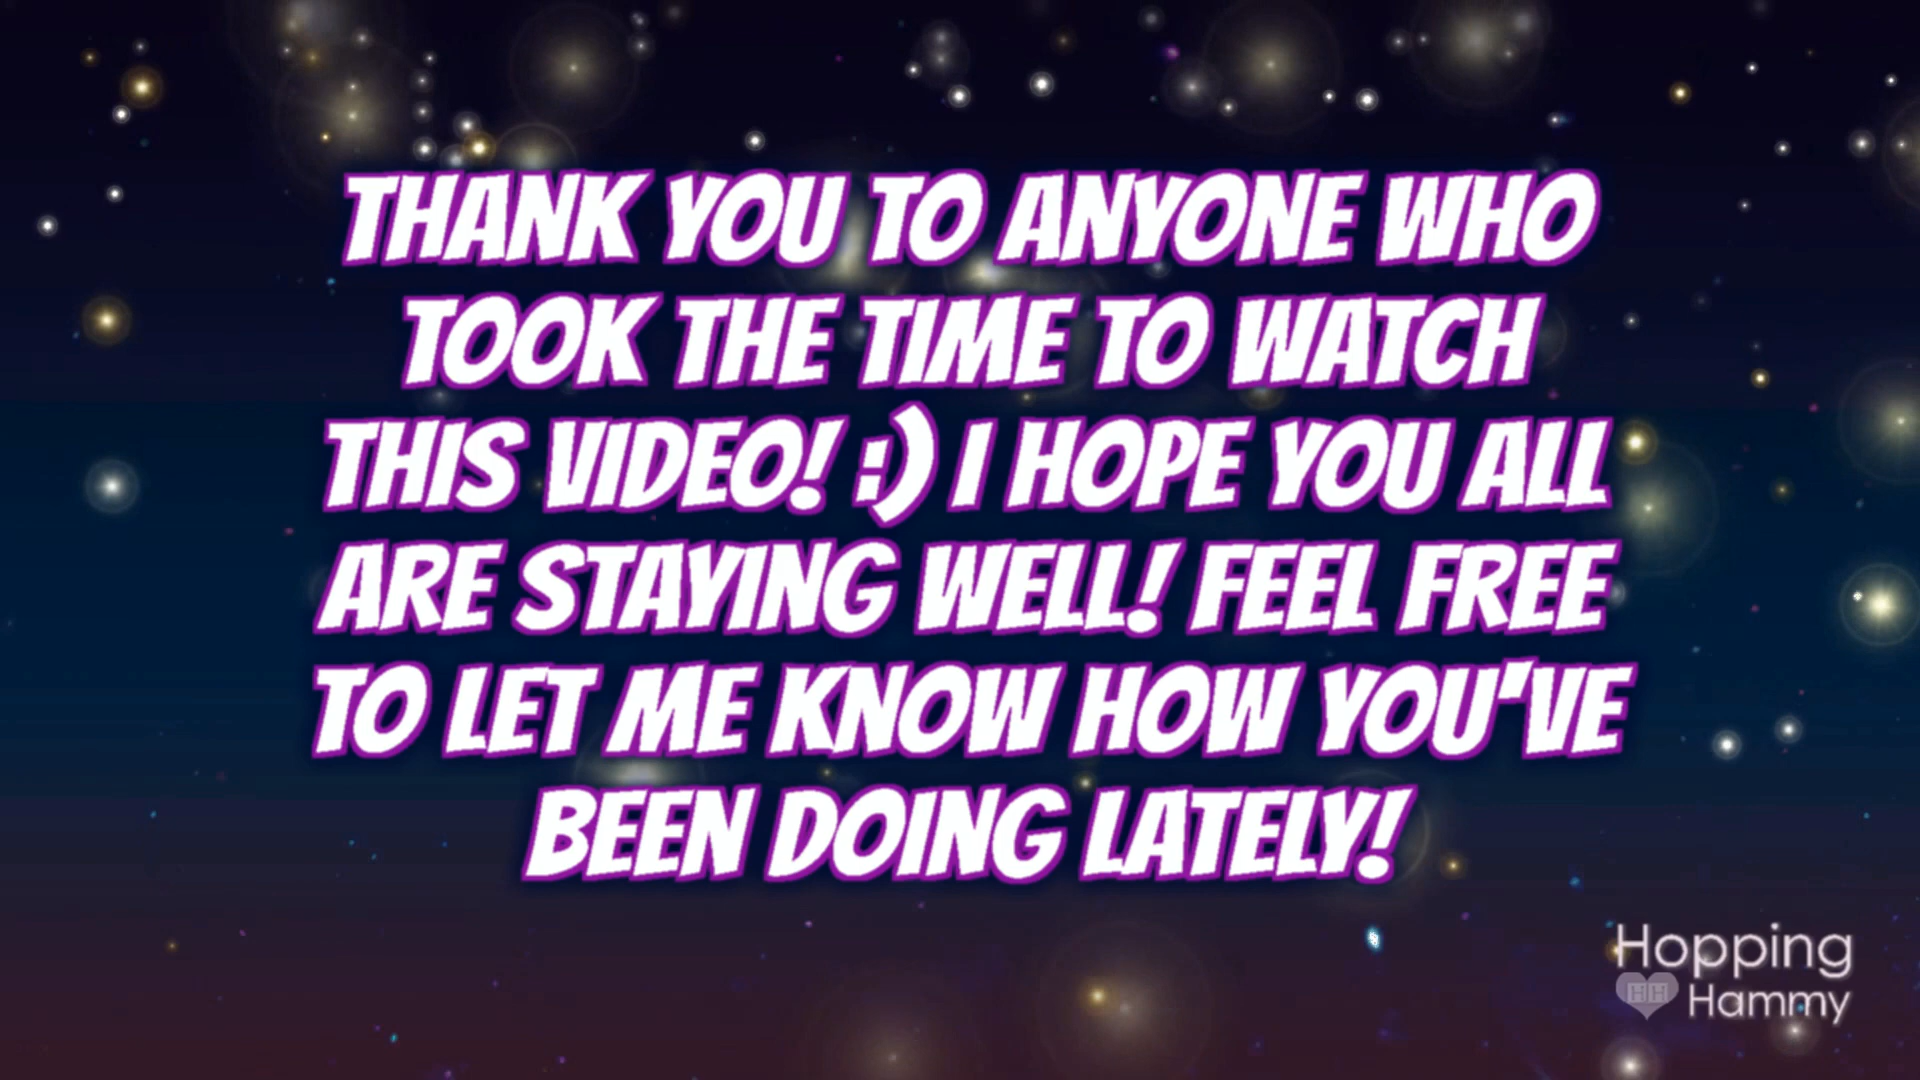 THANK YOU TO ANYONE WHO
TOOK THE TIME TO WATCH
THIS VIDEO! :) I HOPE YOU ALL
ARE STAYING WELL! FEEL FREE
TO LET ME KNOW HOW YOU'VE
BEEN DOING LATELY!
Hopping
HH Hammy